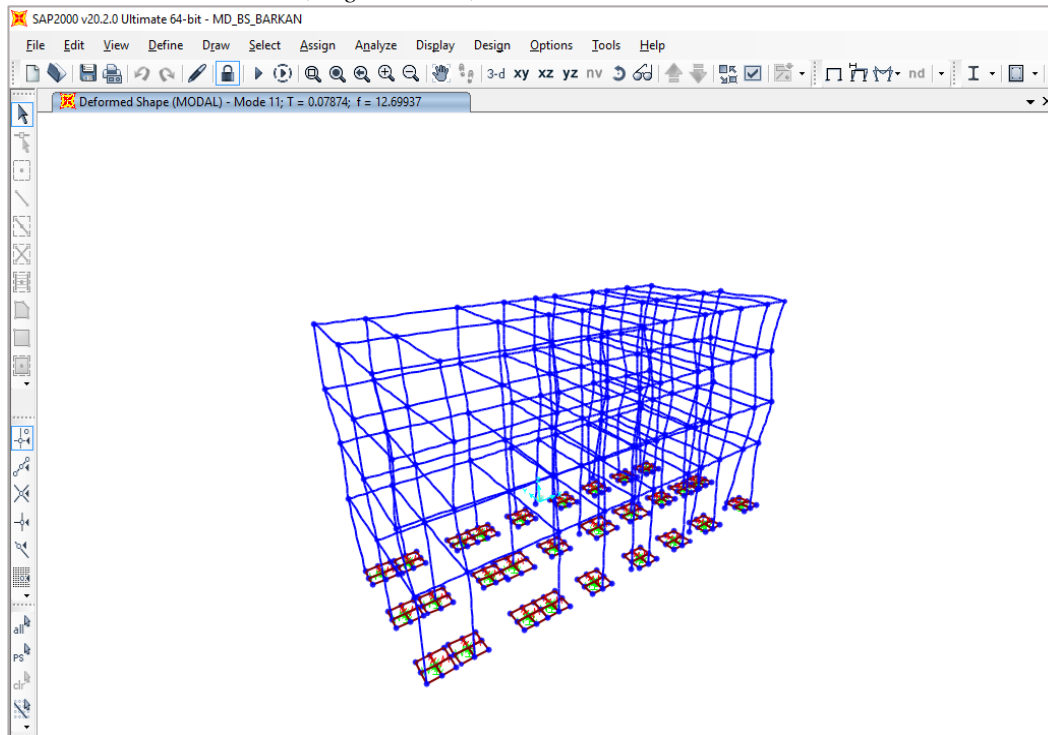 SAP2000 v20.2.0 Ultimate 64-bit - MD_BS_BARKAN
File Edit View Define Draw Select Assign Analyze Display Design Options Tools Help
3-d xy xz yz nv nd
Deformed Shape (MODAL) - Mode 11; T = 0.07874; f = 12.69937
all
PS
clr